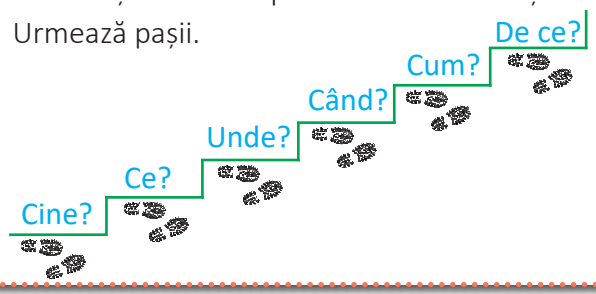 Urmează pașii.
De ce?
Cum?
Când?
Unde?
Ce?
Cine?